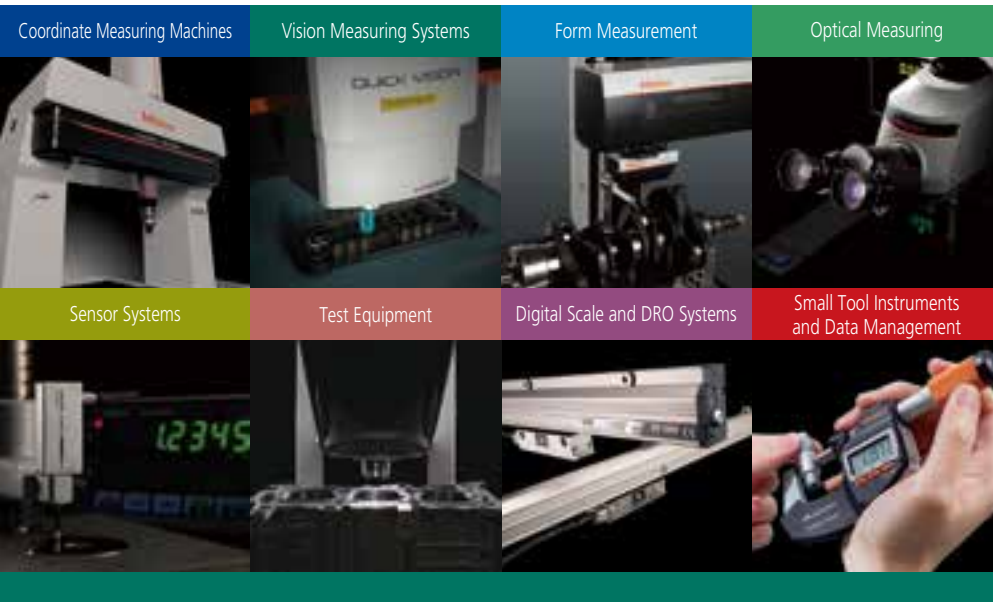 Coordinate Measuring Machines
Vision Measuring Systems
Form Measurement
Optical Measuring
QUICK VISION
Sensor Systems
Test Equipment
Digital Scale and DRO Systems
Small Tool Instruments
and Data Management
12345